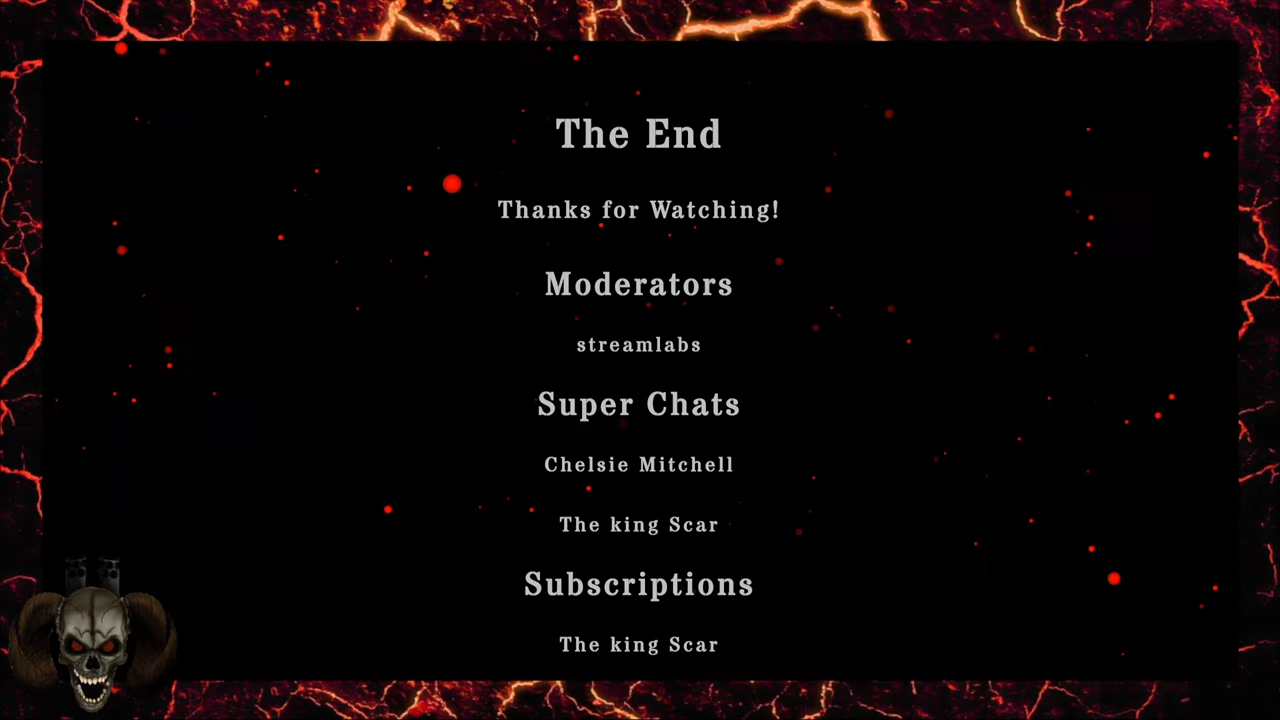 The End
Thanks for Watching!
Moderators
streamlabs
Super Chats
Chelsie Mitchell
The king Scar
Subscriptions
The king Scar